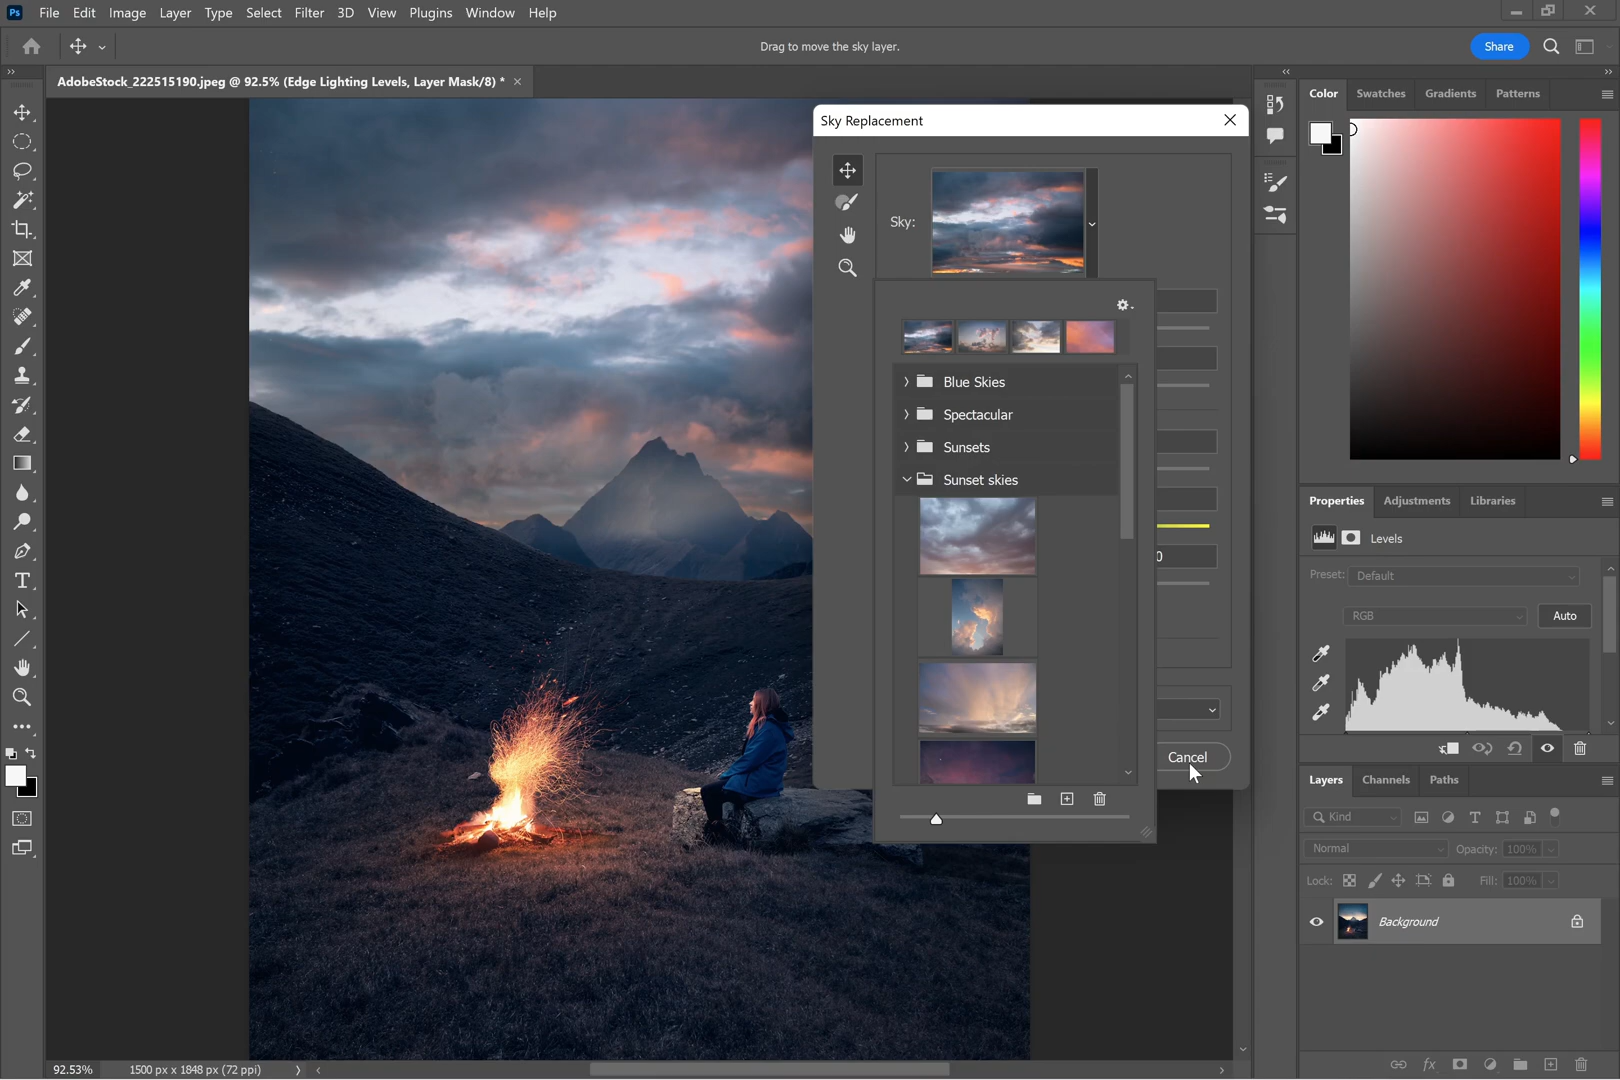 Ps File Edit Image Layer Type Select Filter 3D View Plugins Window Help
Drag to move the sky layer.
Share
AdobeStock_222515190.jpeg @ 92.5% (Edge Lighting Levels, Layer Mask/8) *
Sky Replacement
Sky:
Blue Skies
Spectacular
Sunsets
Sunset skies
0
Cancel
Color Swatches Gradients Patterns
Properties Adjustments Libraries
Levels
Preset: Default
RGB Auto
Layers Channels Paths
Kind
Normal Opacity: 100%
Lock: Fill: 100%
Background
fx
92.53% 1500 px x 1848 px (72 ppi)